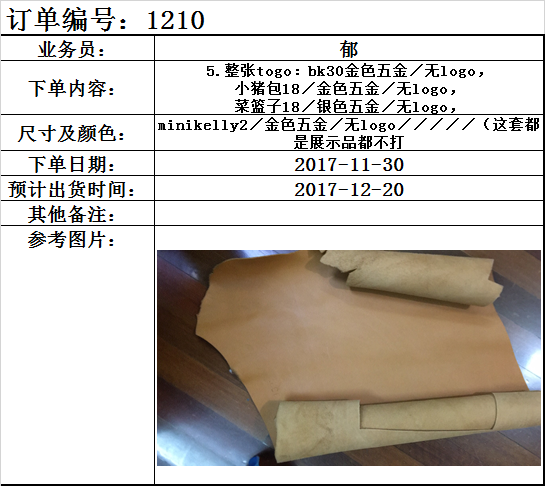 订单编号：1210
业务员：
郁
下单内容：
5.整张togo：bk30金色五金／无logo，
小猪包18／金色五金／无logo，
菜篮子18／银色五金／无logo，
尺寸及颜色：
minikelly2／金色五金／无logo／／／／／（这套都
是展示品都不打
下单日期：
2017-11-30
预计出货时间：
2017-12-20
其他备注：
参考图片：